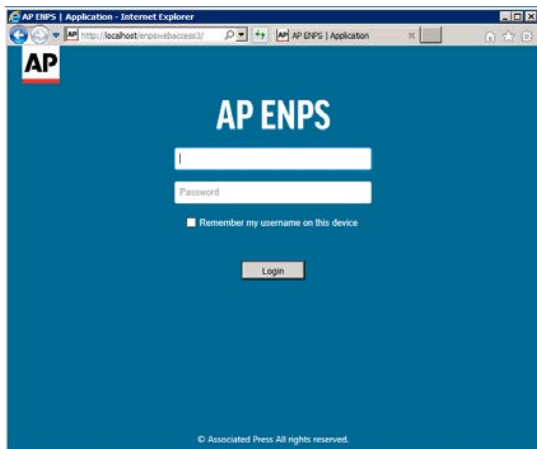 AP ENPS | Application - Internet Explorer
http://localhost/enpswebaccess3/
AP ENPS | Application
AP
AP ENPS
Password
Remember my username on this device
Login
© Associated Press All rights reserved.